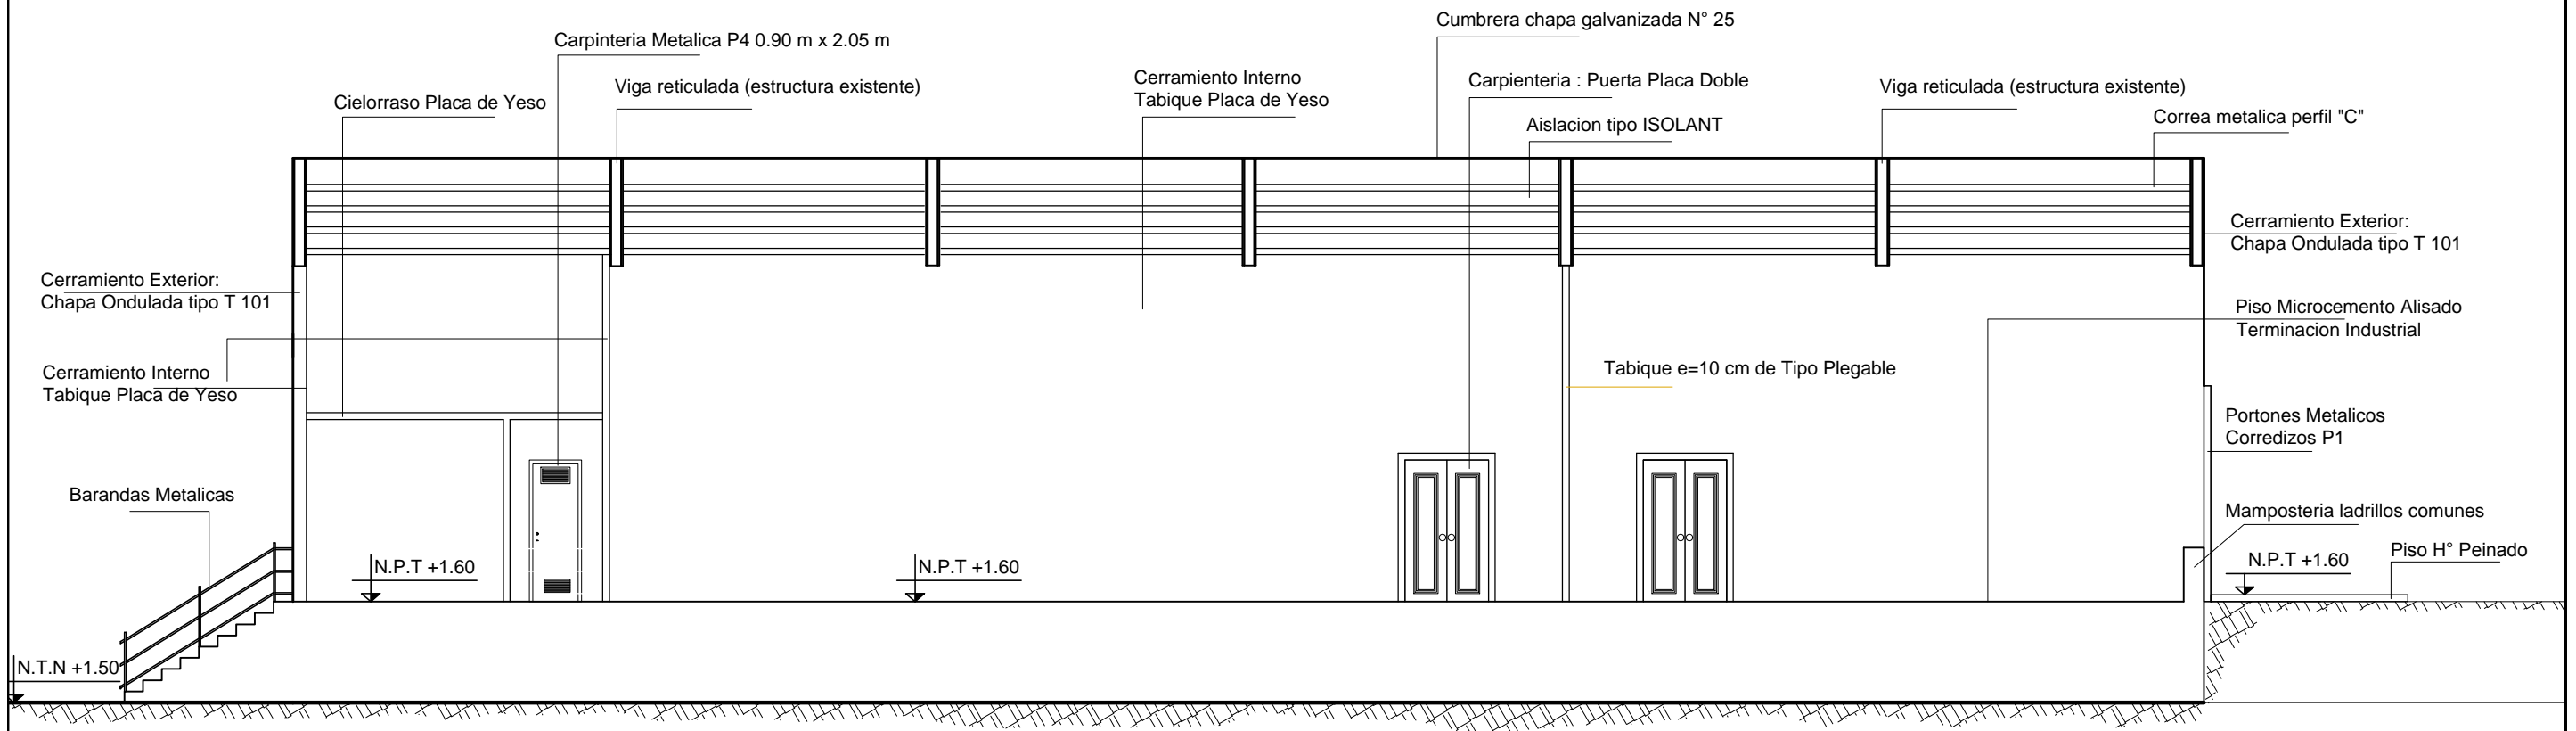 Cumbrera chapa galvanizada N° 25
Carpinteria Metalica P4 0.90 m x 2.05 m
Viga reticulada (estructura existente)
Cielorraso Placa de Yeso
Cerramiento Interno
Tabique Placa de Yeso
Carpienteria : Puerta Placa Doble
Aislacion tipo ISOLANT
Viga reticulada (estructura existente)
Correa metalica perfil "C"
Cerramiento Exterior:
Chapa Ondulada tipo T 101
Cerramiento Exterior:
Chapa Ondulada tipo T 101
Piso Microcemento Alisado
Terminacion Industrial
Cerramiento Interno
Tabique Placa de Yeso
Tabique e=10 cm de Tipo Plegable
Portones Metalicos
Corredizos P1
Barandas Metalicas
Mamposteria ladrillos comunes
Piso H° Peinado
N.P.T +1.60
N.P.T +1.60
N.P.T +1.60
N.T.N +1.50